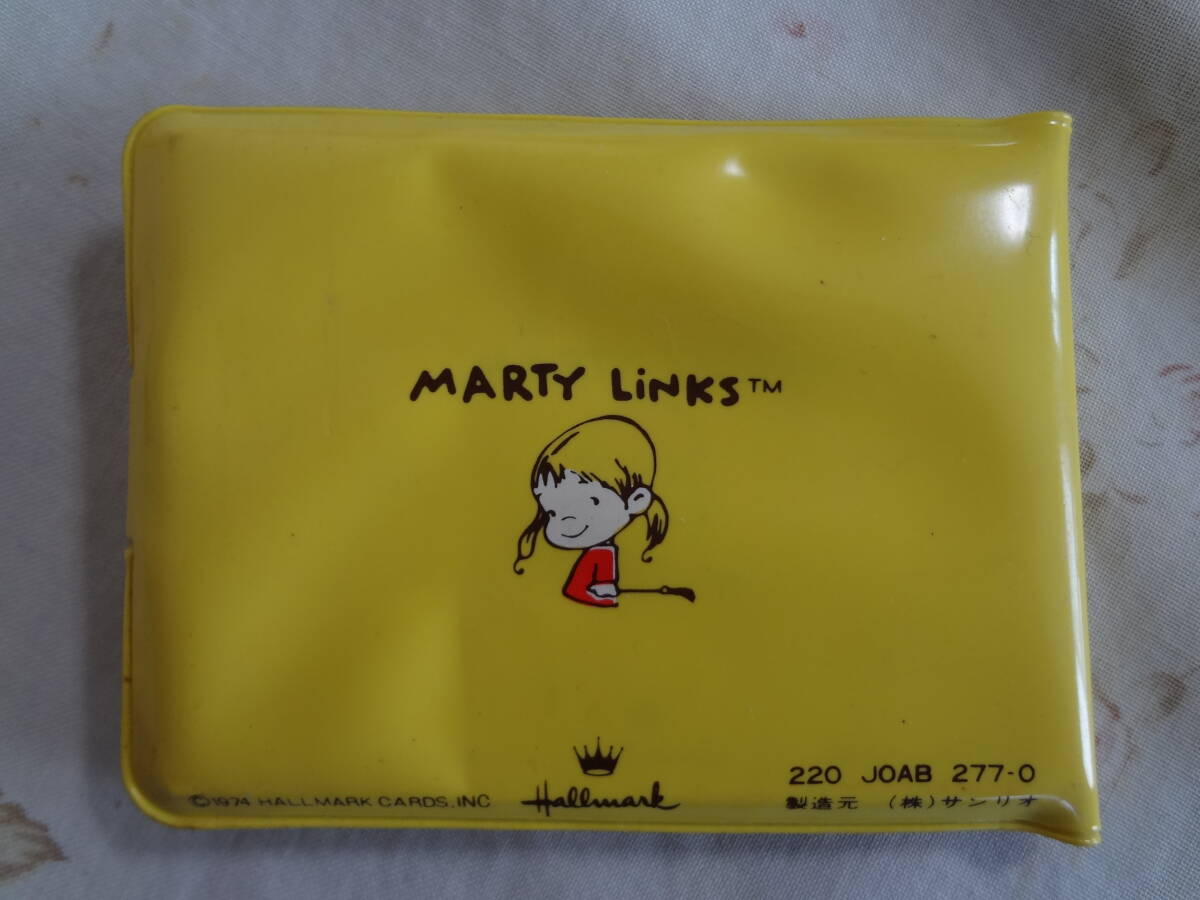 MARTY LiNKS™
©1974 HALLMARK CARDS, INC
Hallmark
220 JOAB 277-0
製造元 (株)サンリオ